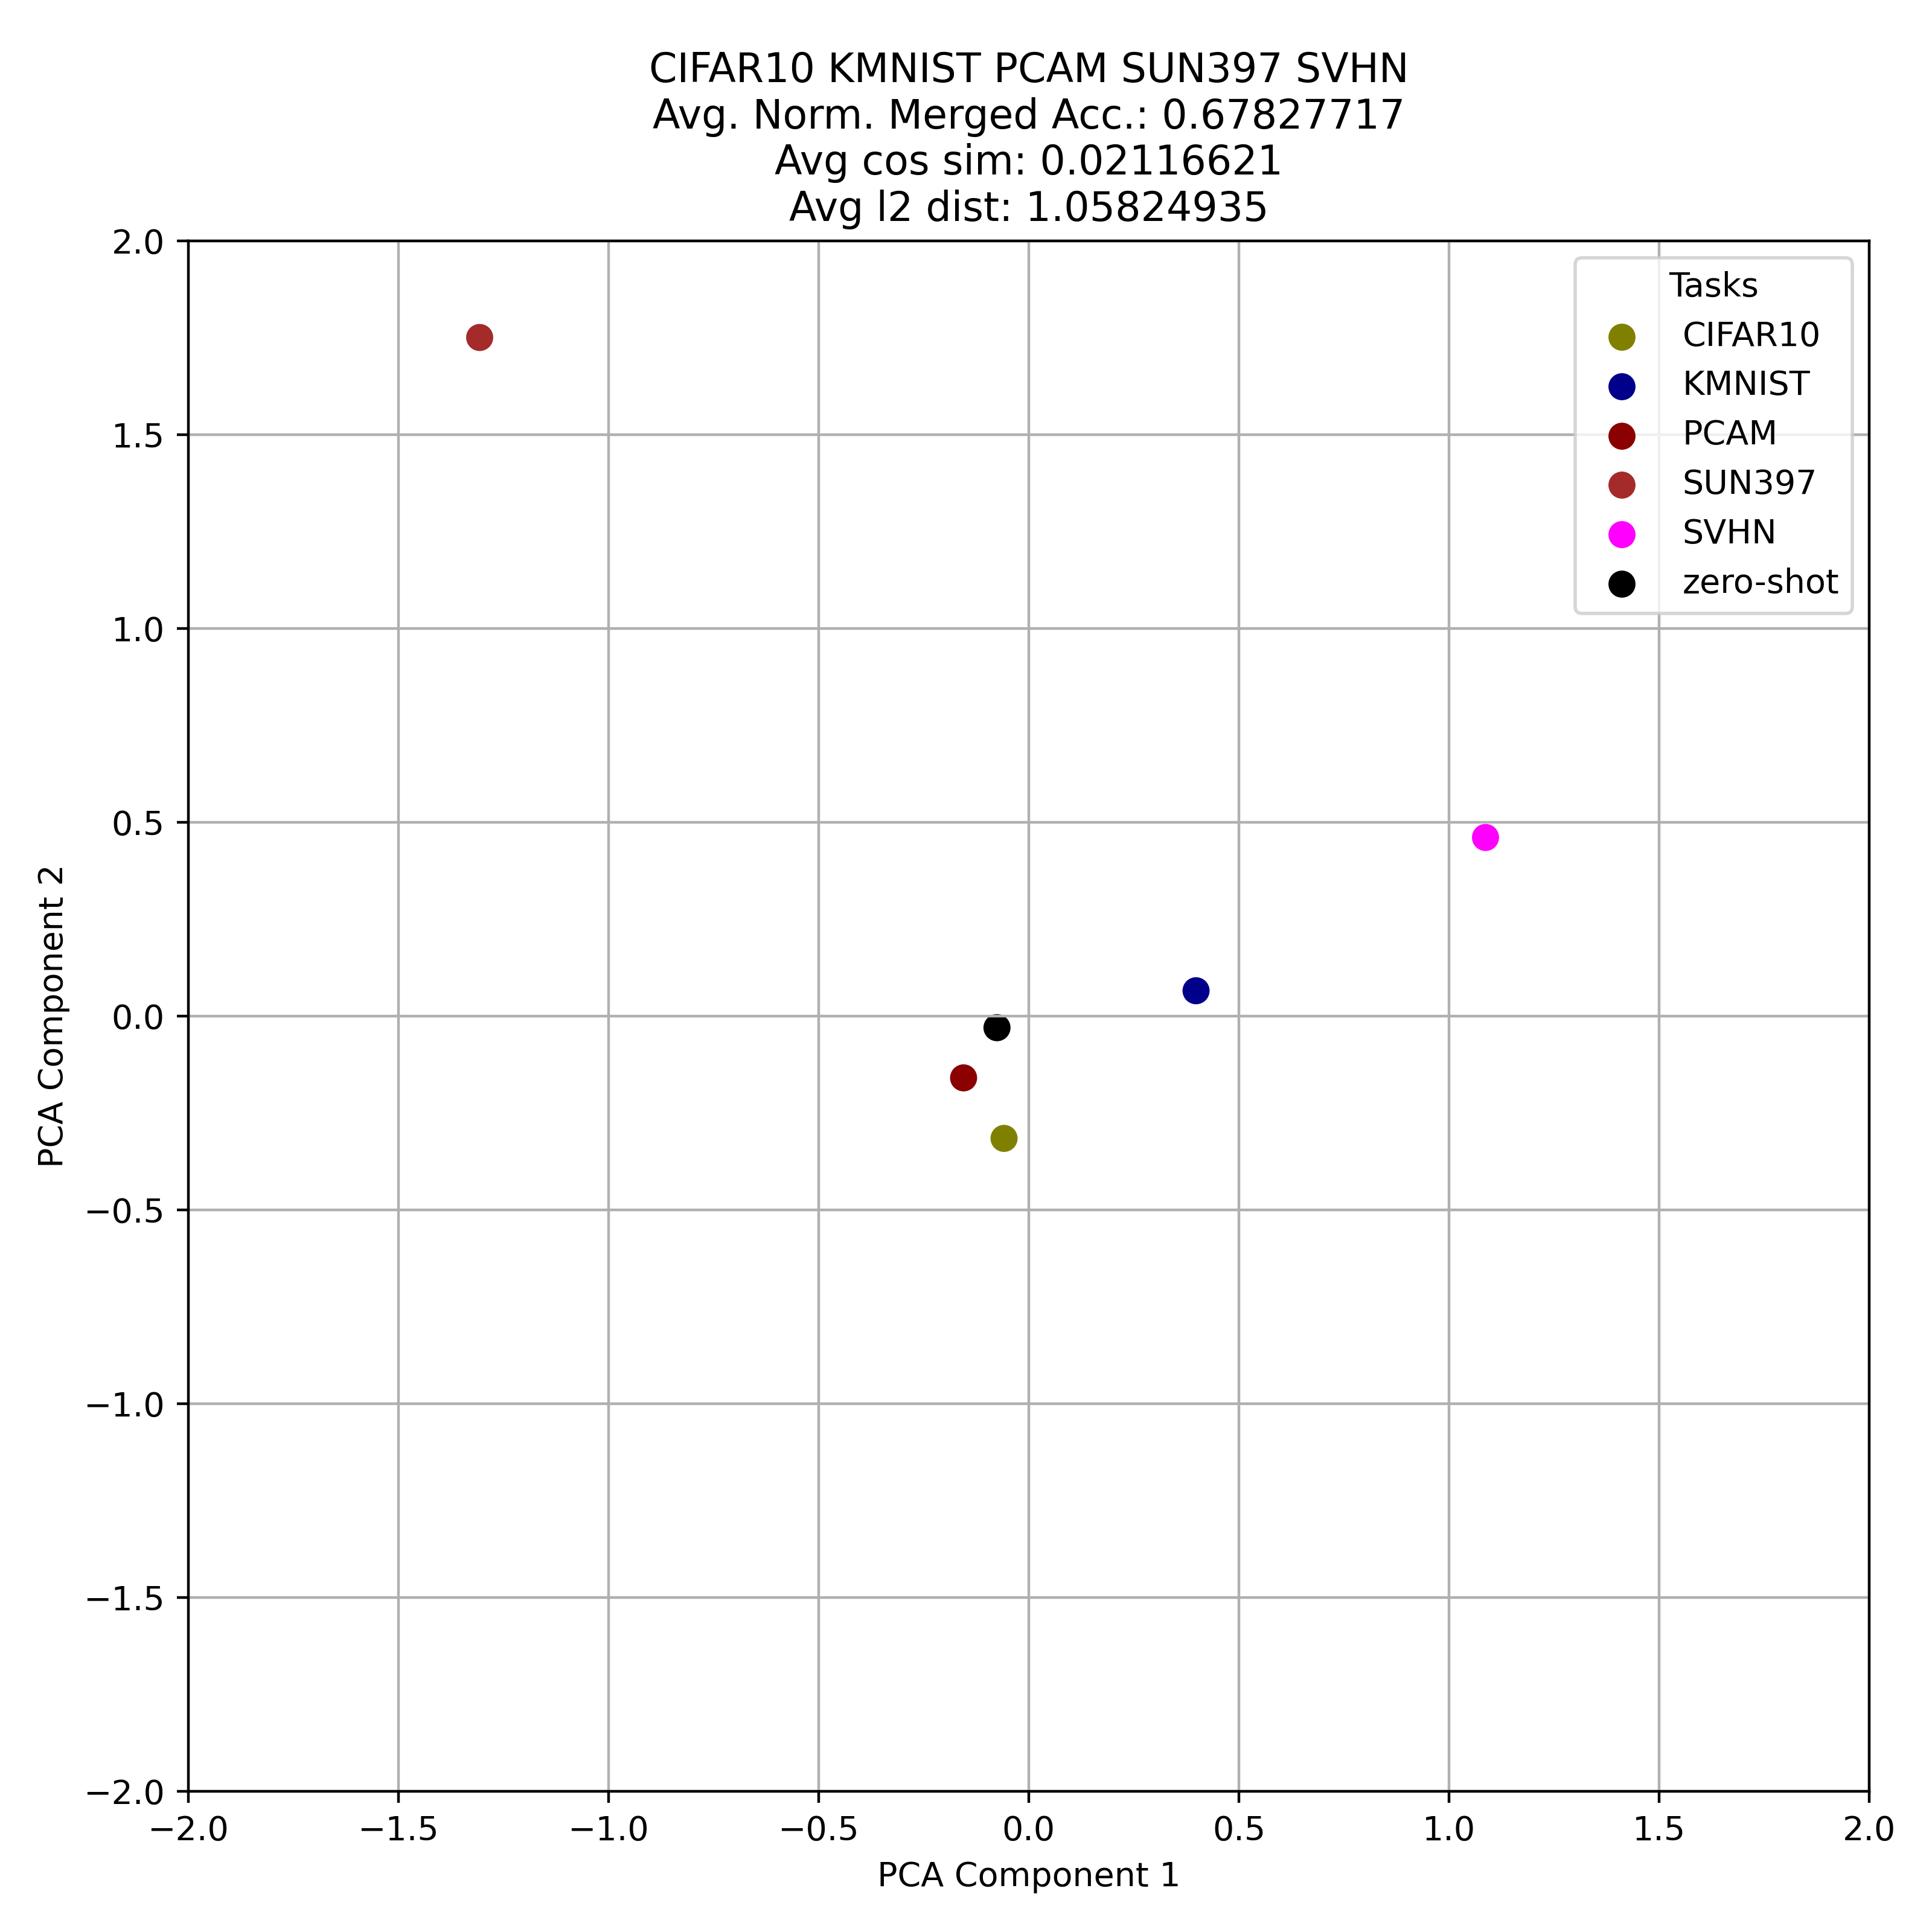 CIFAR10 KMNIST PCAM SUN397 SVHN
Avg. Norm. Merged Acc.: 0.67827717
Avg cos sim: 0.02116621
Avg l2 dist: 1.05824935
Tasks
CIFAR10
KMNIST
PCAM
SUN397
SVHN
zero-shot
2.0
1.5
1.0
0.5
0.0
−0.5
−1.0
−1.5
−2.0
PCA Component 2
−2.0 −1.5 −1.0 −0.5 0.0 0.5 1.0 1.5 2.0
PCA Component 1